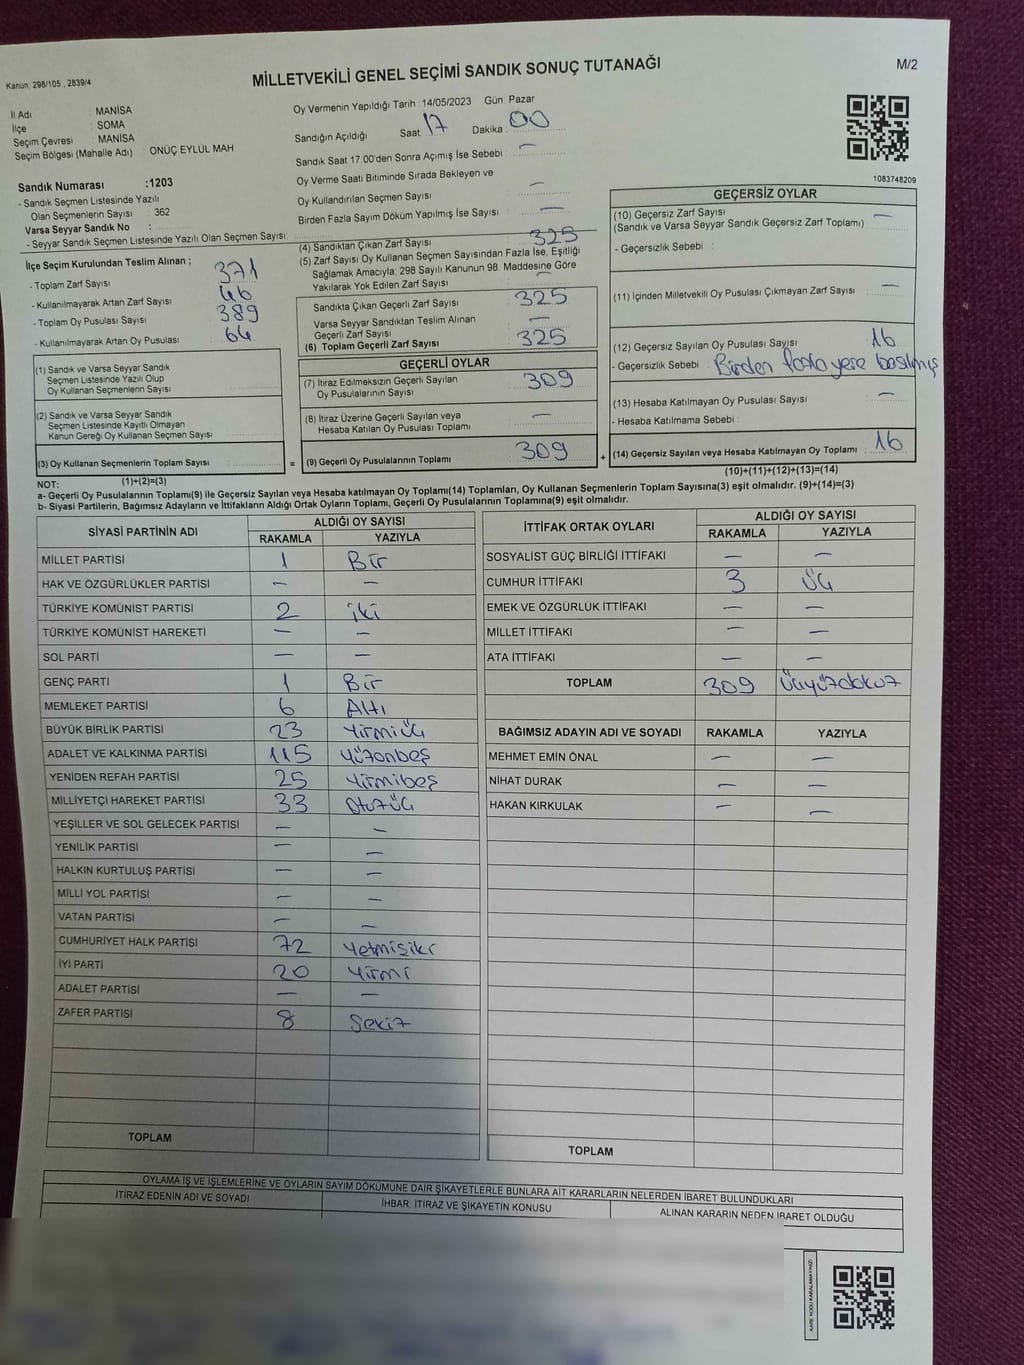 Kanun: 298/105 , 2839/4
MİLLETVEKİLİ GENEL SEÇİMİ SANDIK SONUÇ TUTANAĞI
M/2
İl Adı MANİSA
İlçe SOMA
Seçim Çevresi MANİSA
Seçim Bölgesi (Mahalle Adı) : ONÜÇ EYLÜL MAH
Oy Vermenin Yapıldığı Tarih : 14/05/2023 Gün: Pazar
Sandığın Açıldığı Saat 17 Dakika 00
Sandık Saat 17:00'den Sonra Açımış İse Sebebi : —
Oy Verme Saati Bitiminde Sırada Bekleyen ve
Oy Kullandırılan Seçmen Sayısı —
Birden Fazla Sayım Döküm Yapılmış İse Sayısı —
Sandık Numarası :1203
- Sandık Seçmen Listesinde Yazılı
Olan Seçmenlerin Sayısı : 362
Varsa Seyyar Sandık No :
- Seyyar Sandık Seçmen Listesinde Yazılı Olan Seçmen Sayısı:
1083748209
İlçe Seçim Kurulundan Teslim Alınan ;
- Toplam Zarf Sayısı 371
- Kullanılmayarak Artan Zarf Sayısı 46
- Toplam Oy Pusulası Sayısı 389
- Kullanılmayarak Artan Oy Pusulası 64
(4) Sandıktan Çıkan Zarf Sayısı 325
(5) Zarf Sayısı Oy Kullanan Seçmen Sayısından Fazla İse, Eşitliği
Sağlamak Amacıyla, 298 Sayılı Kanunun 98. Maddesine Göre
Yakılarak Yok Edilen Zarf Sayısı —
Sandıkta Çıkan Geçerli Zarf Sayısı 325
Varsa Seyyar Sandıktan Teslim Alınan
Geçerli Zarf Sayısı —
(6) Toplam Geçerli Zarf Sayısı 325
GEÇERSİZ OYLAR
(10) Geçersiz Zarf Sayısı —
(Sandık ve Varsa Seyyar Sandık Geçersiz Zarf Toplamı)
- Geçersizlik Sebebi :
(11) İçinden Milletvekili Oy Pusulası Çıkmayan Zarf Sayısı —
(12) Geçersiz Sayılan Oy Pusulası Sayısı 16
- Geçersizlik Sebebi : Birden fazla yere basılmış
(13) Hesaba Katılmayan Oy Pusulası Sayısı —
- Hesaba Katılmama Sebebi :
(14) Geçersiz Sayılan veya Hesaba Katılmayan Oy Toplamı : 16
(10)+(11)+(12)+(13)=(14)
(1) Sandık ve Varsa Seyyar Sandık
Seçmen Listesinde Yazılı Olup
Oy Kullanan Seçmenlerin Sayısı
(2) Sandık ve Varsa Seyyar Sandık
Seçmen Listesinde Kayıtlı Olmayan
Kanun Gereği Oy Kullanan Seçmen Sayısı
(3) Oy Kullanan Seçmenlerin Toplam Sayısı =
(1)+(2)=(3)
GEÇERLİ OYLAR
(7) İtiraz Edilmeksizin Geçerli Sayılan
Oy Pusulalarının Sayısı 309
(8) İtiraz Üzerine Geçerli Sayılan veya
Hesaba Katılan Oy Pusulası Toplamı —
(9) Geçerli Oy Pusulalarının Toplamı 309 +
NOT:
a- Geçerli Oy Pusulalarının Toplamı(9) ile Geçersiz Sayılan veya Hesaba katılmayan Oy Toplamı(14) Toplamları, Oy Kullanan Seçmenlerin Toplam Sayısına(3) eşit olmalıdır. (9)+(14)=(3)
b- Siyasi Partilerin, Bağımsız Adayların ve İttifakların Aldığı Ortak Oyların Toplamı, Geçerli Oy Pusulalarının Toplamına(9) eşit olmalıdır.
SİYASİ PARTİNİN ADI ALDIĞI OY SAYISI
RAKAMLA YAZIYLA
MİLLET PARTİSİ 1 Bir
HAK VE ÖZGÜRLÜKLER PARTİSİ — —
TÜRKİYE KOMÜNİST PARTİSİ 2 iki
TÜRKİYE KOMÜNİST HAREKETİ — —
SOL PARTİ — —
GENÇ PARTİ 1 Bir
MEMLEKET PARTİSİ 6 Altı
BÜYÜK BİRLİK PARTİSİ 23 Yirmiüç
ADALET VE KALKINMA PARTİSİ 115 Yüzonbeş
YENİDEN REFAH PARTİSİ 25 Yirmibeş
MİLLİYETÇİ HAREKET PARTİSİ 33 Otuzüç
YEŞİLLER VE SOL GELECEK PARTİSİ — —
YENİLİK PARTİSİ — —
HALKIN KURTULUŞ PARTİSİ — —
MİLLİ YOL PARTİSİ — —
VATAN PARTİSİ — —
CUMHURİYET HALK PARTİSİ 72 Yetmişiki
İYİ PARTİ 20 Yirmi
ADALET PARTİSİ — —
ZAFER PARTİSİ 8 Sekiz
TOPLAM
İTTİFAK ORTAK OYLARI ALDIĞI OY SAYISI
RAKAMLA YAZIYLA
SOSYALİST GÜÇ BİRLİĞİ İTTİFAKI — —
CUMHUR İTTİFAKI 3 Üç
EMEK VE ÖZGÜRLÜK İTTİFAKI — —
MİLLET İTTİFAKI — —
ATA İTTİFAKI — —
TOPLAM 309 Üçyüzdokuz
BAĞIMSIZ ADAYIN ADI VE SOYADI RAKAMLA YAZIYLA
MEHMET EMİN ÖNAL — —
NİHAT DURAK — —
HAKAN KIRKULAK — —
TOPLAM
OYLAMA İŞ VE İŞLEMLERİNE VE OYLARIN SAYIM DÖKÜMÜNE DAİR ŞİKAYETLERLE BUNLARA AİT KARARLARIN NELERDEN İBARET BULUNDUKLARI
İTİRAZ EDENİN ADI VE SOYADI İHBAR, İTİRAZ VE ŞİKAYETİN KONUSU ALINAN KARARIN NEDEN İBARET OLDUĞU
KARE KODU KARALAMAYINIZ!